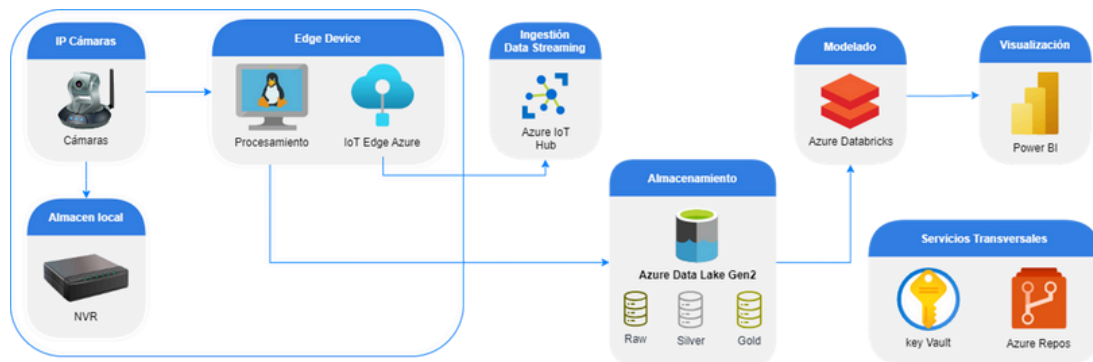 IP Cámaras
Cámaras
Edge Device
Procesamiento
IoT Edge Azure
Almacen local
NVR
Ingestión
Data Streaming
Azure IoT
Hub
Almacenamiento
Azure Data Lake Gen2
Raw
Silver
Gold
Modelado
Azure Databricks
Visualización
Power BI
Servicios Transversales
key Vault
Azure Repos